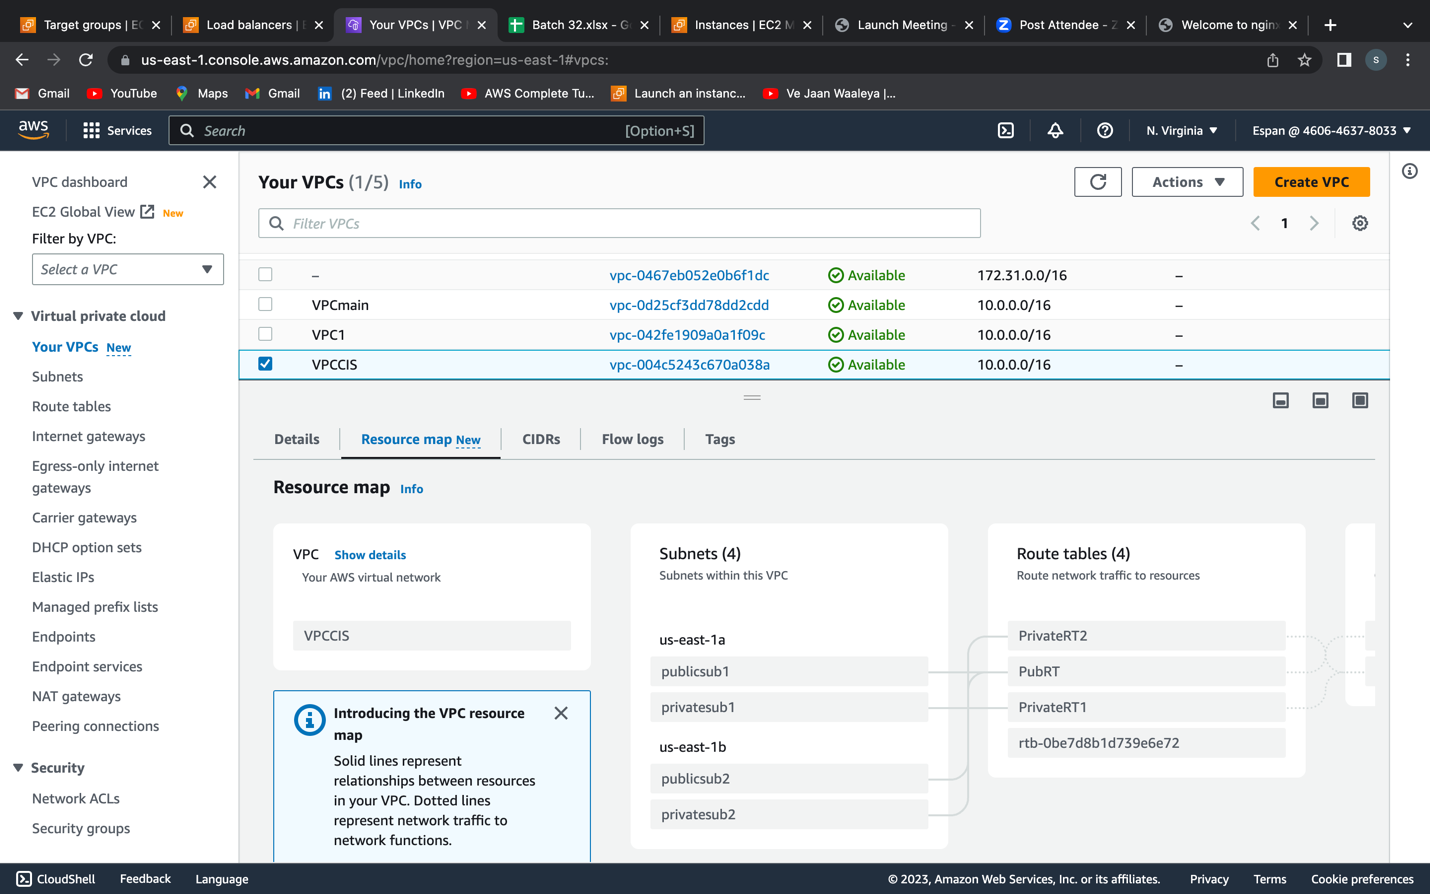 Target groups | EC
Load balancers |
Your VPCs | VPC
Batch 32.xlsx - G
Instances | EC2 M
Launch Meeting -
Post Attendee - Z
Welcome to ngin
us-east-1.console.aws.amazon.com/vpc/home?region=us-east-1#vpcs:
S
Gmail
YouTube
Maps
Gmail
(2) Feed | LinkedIn
AWS Complete Tu...
Launch an instanc...
Ve Jaan Waaleya |...
aws
Services
Search
[Option+S]
N. Virginia
Espan @ 4606-4637-8033
VPC dashboard
EC2 Global View New
Filter by VPC:
Select a VPC
Virtual private cloud
Your VPCs New
Subnets
Route tables
Internet gateways
Egress-only internet
gateways
Carrier gateways
DHCP option sets
Elastic IPs
Managed prefix lists
Endpoints
Endpoint services
NAT gateways
Peering connections
Security
Network ACLs
Security groups
Your VPCs (1/5) Info
Actions
Create VPC
Filter VPCs
1
– vpc-0467eb052e0b6f1dc Available 172.31.0.0/16 –
VPCmain vpc-0d25cf3dd78dd2cdd Available 10.0.0.0/16 –
VPC1 vpc-042fe1909a0a1f09c Available 10.0.0.0/16 –
VPCCIS vpc-004c5243c670a038a Available 10.0.0.0/16 –
Details
Resource map New
CIDRs
Flow logs
Tags
Resource map Info
VPC Show details
Your AWS virtual network
VPCCIS
Introducing the VPC resource
map
Solid lines represent
relationships between resources
in your VPC. Dotted lines
represent network traffic to
network functions.
Subnets (4)
Subnets within this VPC
us-east-1a
publicsub1
privatesub1
us-east-1b
publicsub2
privatesub2
Route tables (4)
Route network traffic to resources
PrivateRT2
PubRT
PrivateRT1
rtb-0be7d8b1d739e6e72
CloudShell
Feedback
Language
© 2023, Amazon Web Services, Inc. or its affiliates.
Privacy
Terms
Cookie preferences